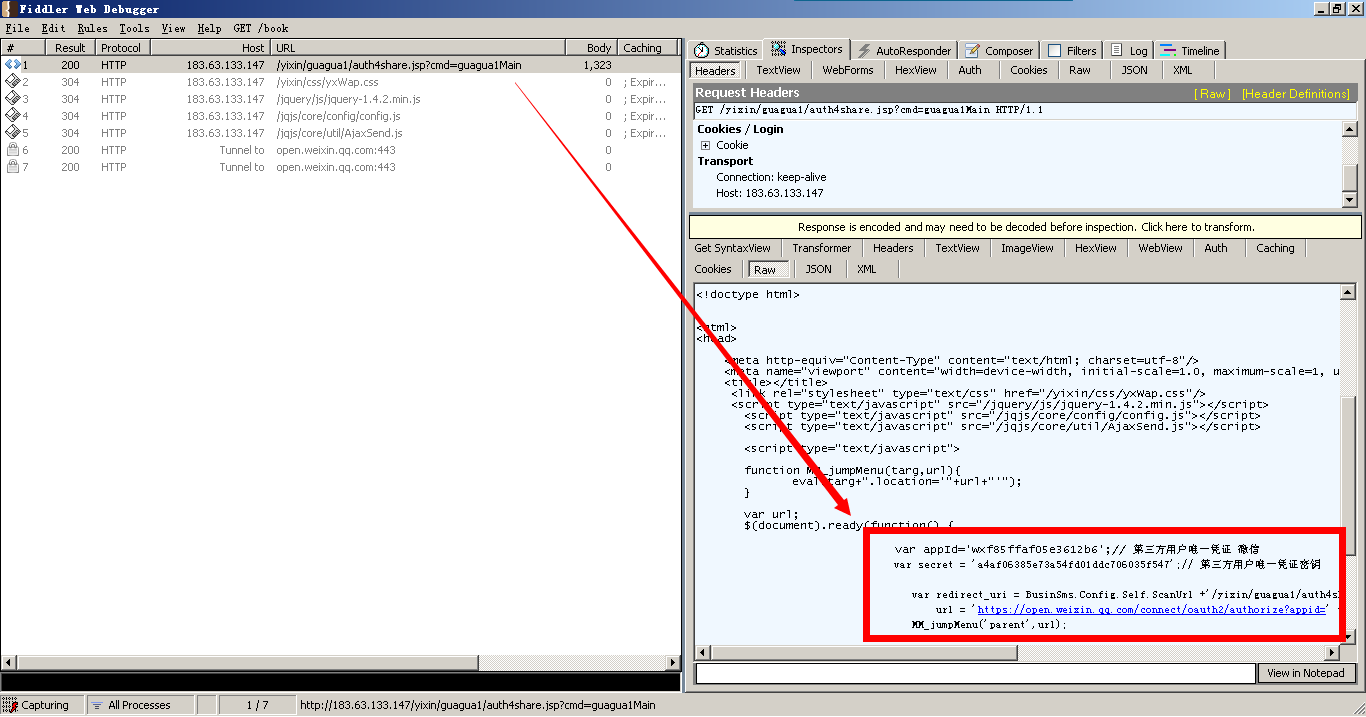 Fiddler Web Debugger
File Edit Rules Tools View Help GET /book
# Result Protocol Host URL Body Caching
1 200 HTTP 183.63.133.147 /yixin/guagua1/auth4share.jsp?cmd=guagua1Main 1,323
2 304 HTTP 183.63.133.147 /yixin/css/yxWap.css 0 ; Expir...
3 304 HTTP 183.63.133.147 /jquery/js/jquery-1.4.2.min.js 0 ; Expir...
4 304 HTTP 183.63.133.147 /jqjs/core/config/config.js 0 ; Expir...
5 304 HTTP 183.63.133.147 /jqjs/core/util/AjaxSend.js 0 ; Expir...
6 200 HTTP Tunnel to open.weixin.qq.com:443 0
7 200 HTTP Tunnel to open.weixin.qq.com:443 0
Statistics Inspectors AutoResponder Composer Filters Log Timeline
Headers TextView WebForms HexView Auth Cookies Raw JSON XML
Request Headers [ Raw ] [Header Definitions]
GET /yixin/guagua1/auth4share.jsp?cmd=guagua1Main HTTP/1.1
Cookies / Login
Cookie
Transport
Connection: keep-alive
Host: 183.63.133.147
Response is encoded and may need to be decoded before inspection. Click here to transform.
Get SyntaxView Transformer Headers TextView ImageView HexView WebView Auth Caching
Cookies Raw JSON XML
<!doctype html>
<html>
<head>
<meta http-equiv="Content-Type" content="text/html; charset=utf-8"/>
<meta name="viewport" content="width=device-width, initial-scale=1.0, maximum-scale=1, u
<title></title>
<link rel="stylesheet" type="text/css" href="/yixin/css/yxWap.css"/>
<script type="text/javascript" src="/jquery/js/jquery-1.4.2.min.js"></script>
<script type="text/javascript" src="/jqjs/core/config/config.js"></script>
<script type="text/javascript" src="/jqjs/core/util/AjaxSend.js"></script>
<script type="text/javascript">
function MM_jumpMenu(targ,url){
eval(targ+".location='"+url+"'");
}
var url;
$(document).ready(function() {
var appId='wxf85ffaf05e3612b6';// 第三方用户唯一凭证 微信
var secret = 'a4af06385e73a54fd01ddc706035f547';// 第三方用户唯一凭证密钥
var redirect_uri = BusinSms.Config.Self.ScanUrl +'/yixin/guagua1/auth4sh
url = 'https://open.weixin.qq.com/connect/oauth2/authorize?appid='
MM_jumpMenu('parent',url);
View in Notepad
Capturing All Processes 1 / 7 http://183.63.133.147/yixin/guagua1/auth4share.jsp?cmd=guagua1Main